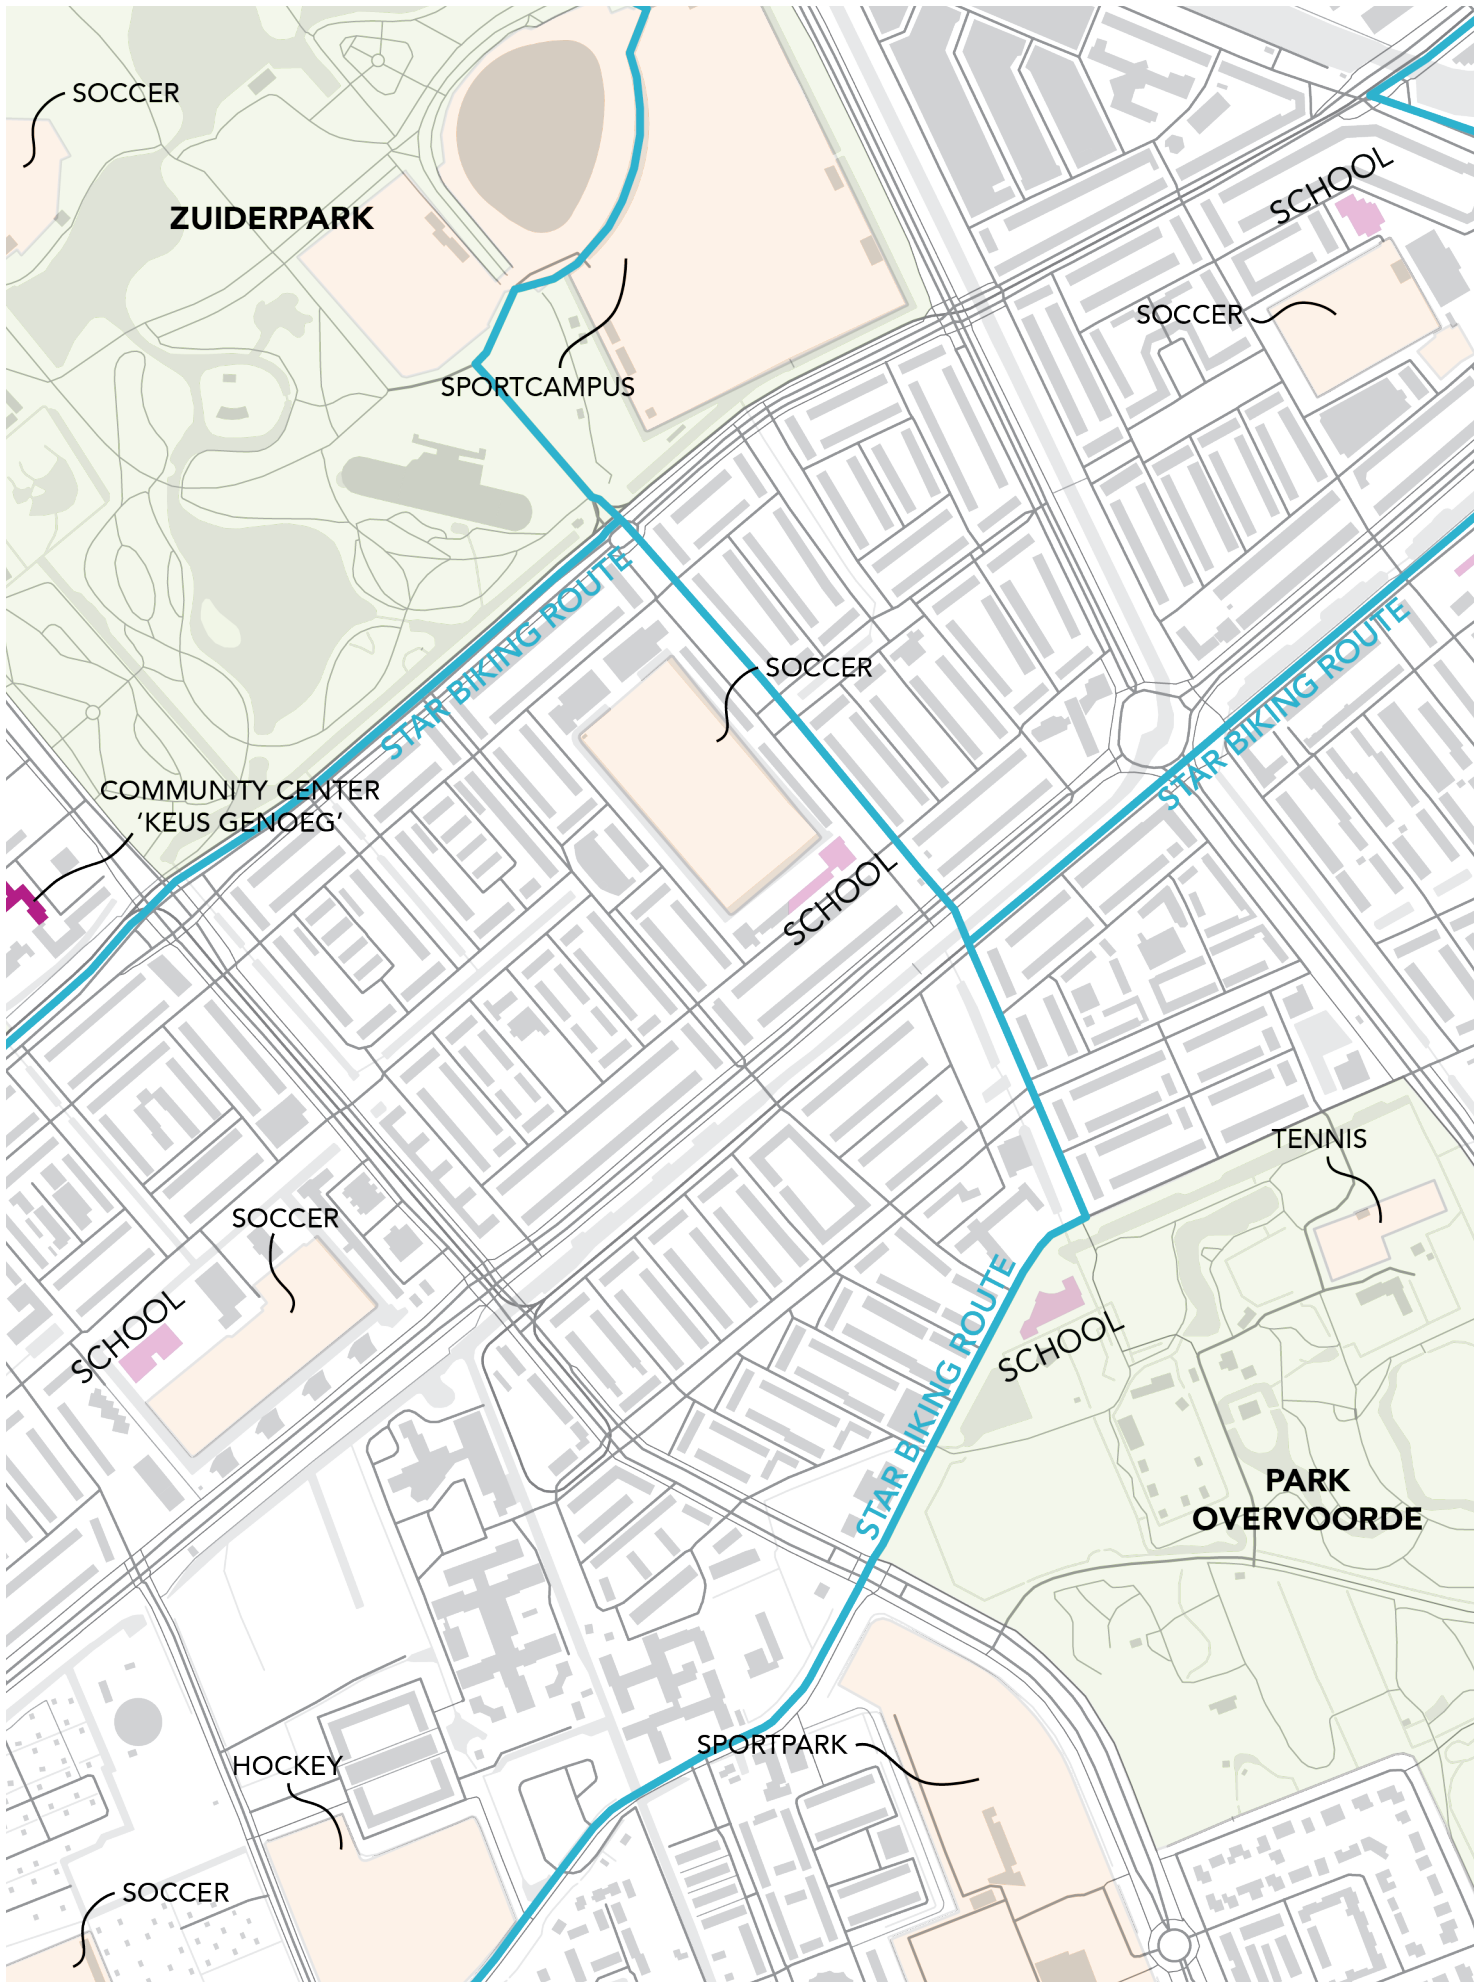 SOCCER
SCHOOL
ZUIDERPARK
SOCCER
SPORTCAMPUS
STAR BIKING ROUTE
STAR BIKING ROUTE
SOCCER
COMMUNITY CENTER
'KEUS GENOEG'
SCHOOL
TENNIS
SOCCER
SCHOOL
STAR BIKING ROUTE
SCHOOL
PARK
OVERVOORDE
SPORTPARK
HOCKEY
SOCCER